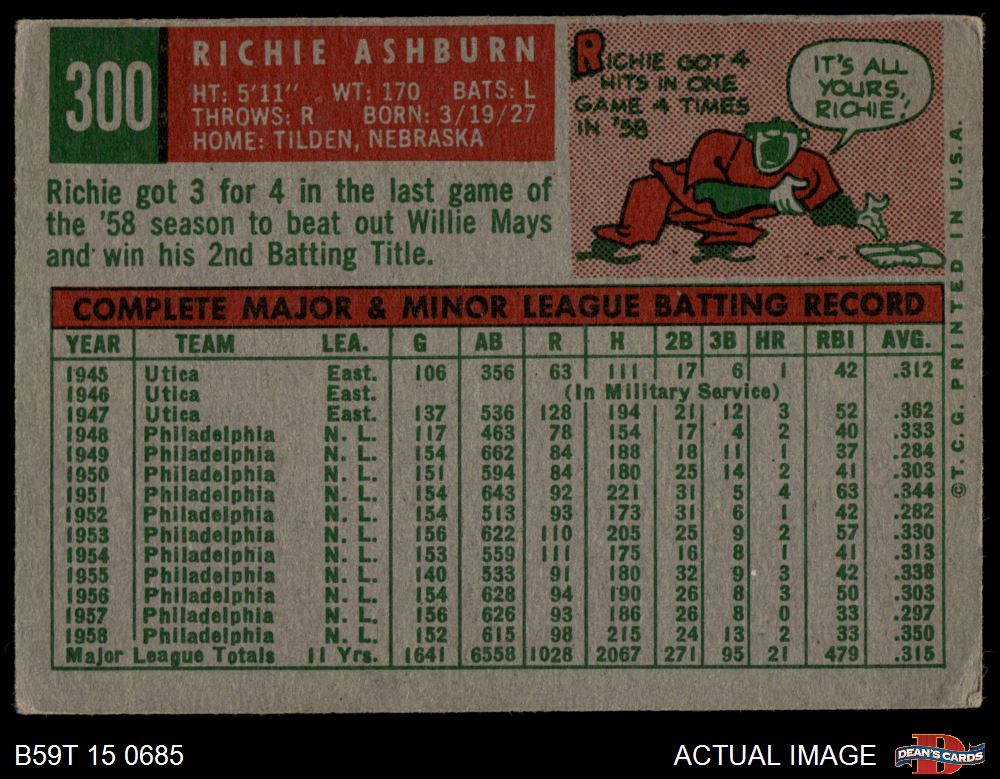 300
RICHIE ASHBURN
HT: 5'11" WT: 170 BATS: L
THROWS: R BORN: 3/19/27
HOME: TILDEN, NEBRASKA
RICHIE GOT 4
HITS IN ONE
GAME 4 TIMES
IN '58
IT'S ALL
YOURS,
RICHIE!
Richie got 3 for 4 in the last game of
the '58 season to beat out Willie Mays
and win his 2nd Batting Title.
COMPLETE MAJOR & MINOR LEAGUE BATTING RECORD
YEAR TEAM LEA. G AB R H 2B 3B HR RBI AVG.
1945 Utica East. 106 356 63 111 17 6 1 42 .312
1946 Utica East. (In Military Service)
1947 Utica East. 137 536 128 194 21 12 3 52 .362
1948 Philadelphia N. L. 117 463 78 154 17 4 2 40 .333
1949 Philadelphia N. L. 154 662 84 188 18 11 1 37 .284
1950 Philadelphia N. L. 151 594 84 180 25 14 2 41 .303
1951 Philadelphia N. L. 154 643 92 221 31 5 4 63 .344
1952 Philadelphia N. L. 154 513 93 173 31 6 1 42 .282
1953 Philadelphia N. L. 156 622 110 205 25 9 2 57 .330
1954 Philadelphia N. L. 153 559 111 175 16 8 1 41 .313
1955 Philadelphia N. L. 140 533 91 180 32 9 3 42 .338
1956 Philadelphia N. L. 154 628 94 190 26 8 3 50 .303
1957 Philadelphia N. L. 156 626 93 186 26 8 0 33 .297
1958 Philadelphia N. L. 152 615 98 215 24 13 2 33 .350
Major League Totals 11 Yrs. 1641 6558 1028 2067 271 95 21 479 .315
© T. C. G. PRINTED IN U.S.A.
B59T 15 0685
ACTUAL IMAGE
DEAN'S CARDS